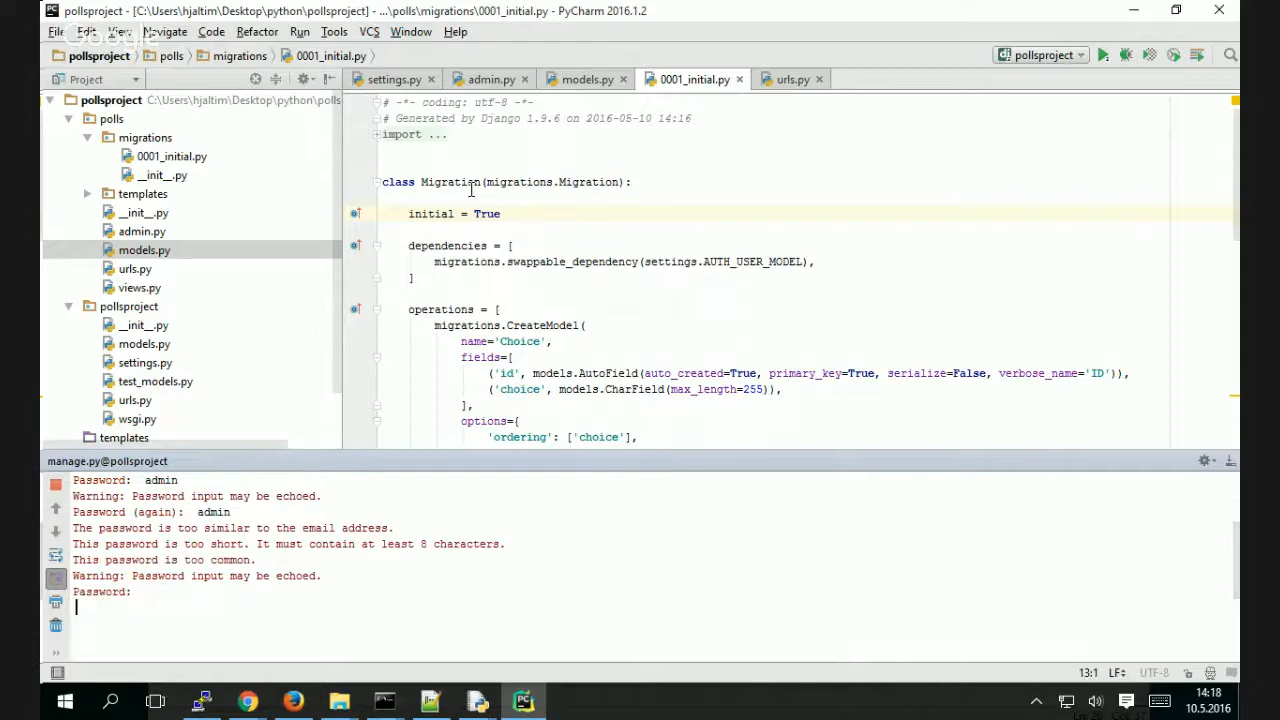 pollsproject - [C:\Users\hjaltim\Desktop\python\pollsproject] - ...\polls\migrations\0001_initial.py - PyCharm 2016.1.2
Google
File Edit View Navigate Code Refactor Run Tools VCS Window Help
pollsproject polls migrations 0001_initial.py pollsproject
Project settings.py admin.py models.py 0001_initial.py urls.py
pollsproject C:\Users\hjaltim\Desktop\python\polls
polls
migrations
0001_initial.py
__init__.py
templates
__init__.py
admin.py
models.py
urls.py
views.py
pollsproject
__init__.py
models.py
settings.py
test_models.py
urls.py
wsgi.py
templates
# -*- coding: utf-8 -*-
# Generated by Django 1.9.6 on 2016-05-10 14:16
import ...
class Migration(migrations.Migration):
initial = True
dependencies = [
migrations.swappable_dependency(settings.AUTH_USER_MODEL),
]
operations = [
migrations.CreateModel(
name='Choice',
fields=[
('id', models.AutoField(auto_created=True, primary_key=True, serialize=False, verbose_name='ID')),
('choice', models.CharField(max_length=255)),
],
options={
'ordering': ['choice'],
manage.py@pollsproject
Password: admin
Warning: Password input may be echoed.
Password (again): admin
The password is too similar to the email address.
This password is too short. It must contain at least 8 characters.
This password is too common.
Warning: Password input may be echoed.
Password:
13:1 LF UTF-8
14:18
10.5.2016